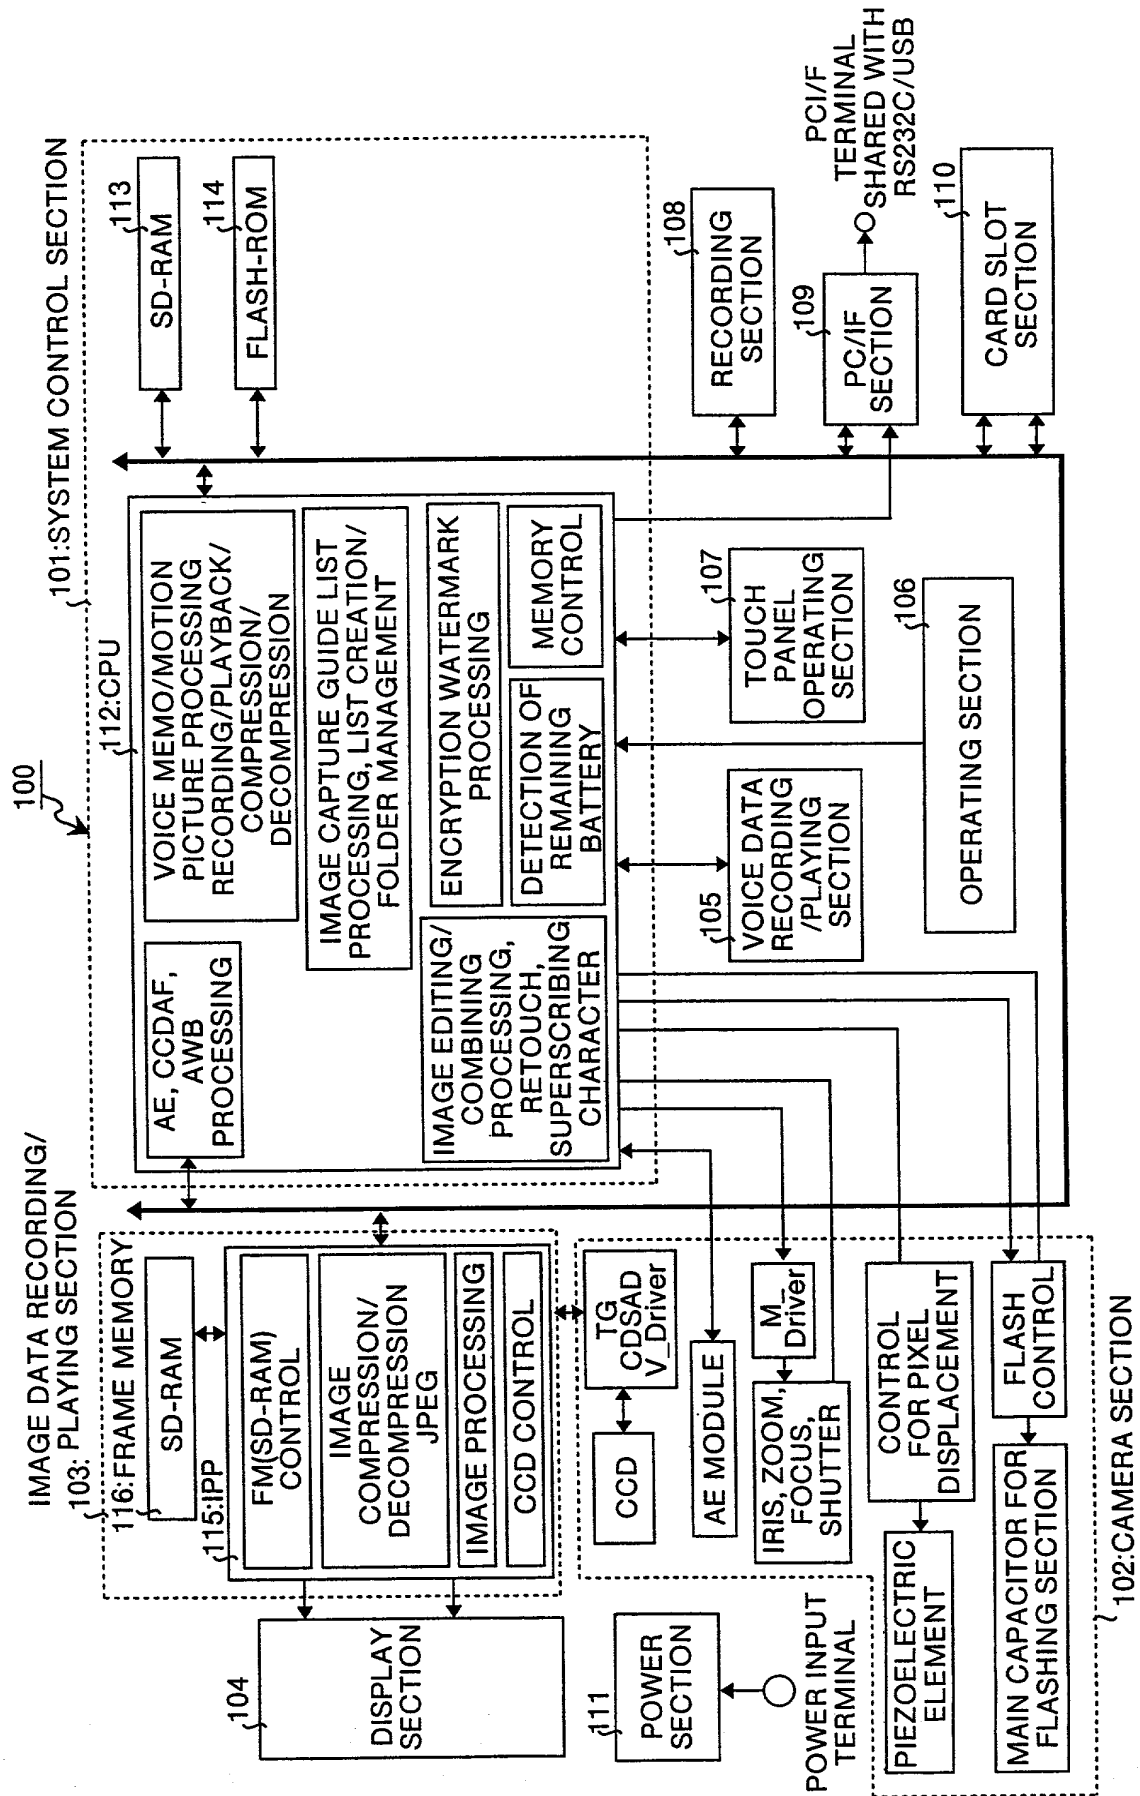 100
IMAGE DATA RECORDING/
103: PLAYING SECTION
116:FRAME MEMORY
SD-RAM
115:IPP
FM(SD-RAM)
CONTROL
IMAGE
COMPRESSION/
DECOMPRESSION
JPEG
IMAGE PROCESSING
CCD CONTROL
104
DISPLAY
SECTION
101:SYSTEM CONTROL SECTION
112:CPU
AE, CCDAF,
AWB
PROCESSING
VOICE MEMO/MOTION
PICTURE PROCESSING
RECORDING/PLAYBACK/
COMPRESSION/
DECOMPRESSION
IMAGE CAPTURE GUIDE LIST
PROCESSING, LIST CREATION/
FOLDER MANAGEMENT
IMAGE EDITING/
COMBINING
PROCESSING,
RETOUCH,
SUPERSCRIBING
CHARACTER
ENCRYPTION WATERMARK
PROCESSING
DETECTION OF
REMAINING
BATTERY
MEMORY
CONTROL
113
SD-RAM
114
FLASH-ROM
111
POWER
SECTION
POWER INPUT
TERMINAL
CCD
TG
CDSAD
V_Driver
AE MODULE
M_
Driver
IRIS, ZOOM,
FOCUS,
SHUTTER
PIEZOELECTRIC
ELEMENT
CONTROL
FOR PIXEL
DISPLACEMENT
MAIN CAPACITOR FOR
FLASHING SECTION
FLASH
CONTROL
102:CAMERA SECTION
105
VOICE DATA
RECORDING
/PLAYING
SECTION
107
TOUCH
PANEL
OPERATING
SECTION
106
OPERATING SECTION
108
RECORDING
SECTION
109
PC/IF
SECTION
PCI/F
TERMINAL
SHARED WITH
RS232C/USB
110
CARD SLOT
SECTION